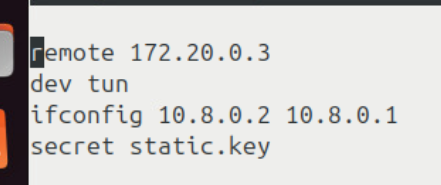 remote 172.20.0.3
dev tun
ifconfig 10.8.0.2 10.8.0.1
secret static.key